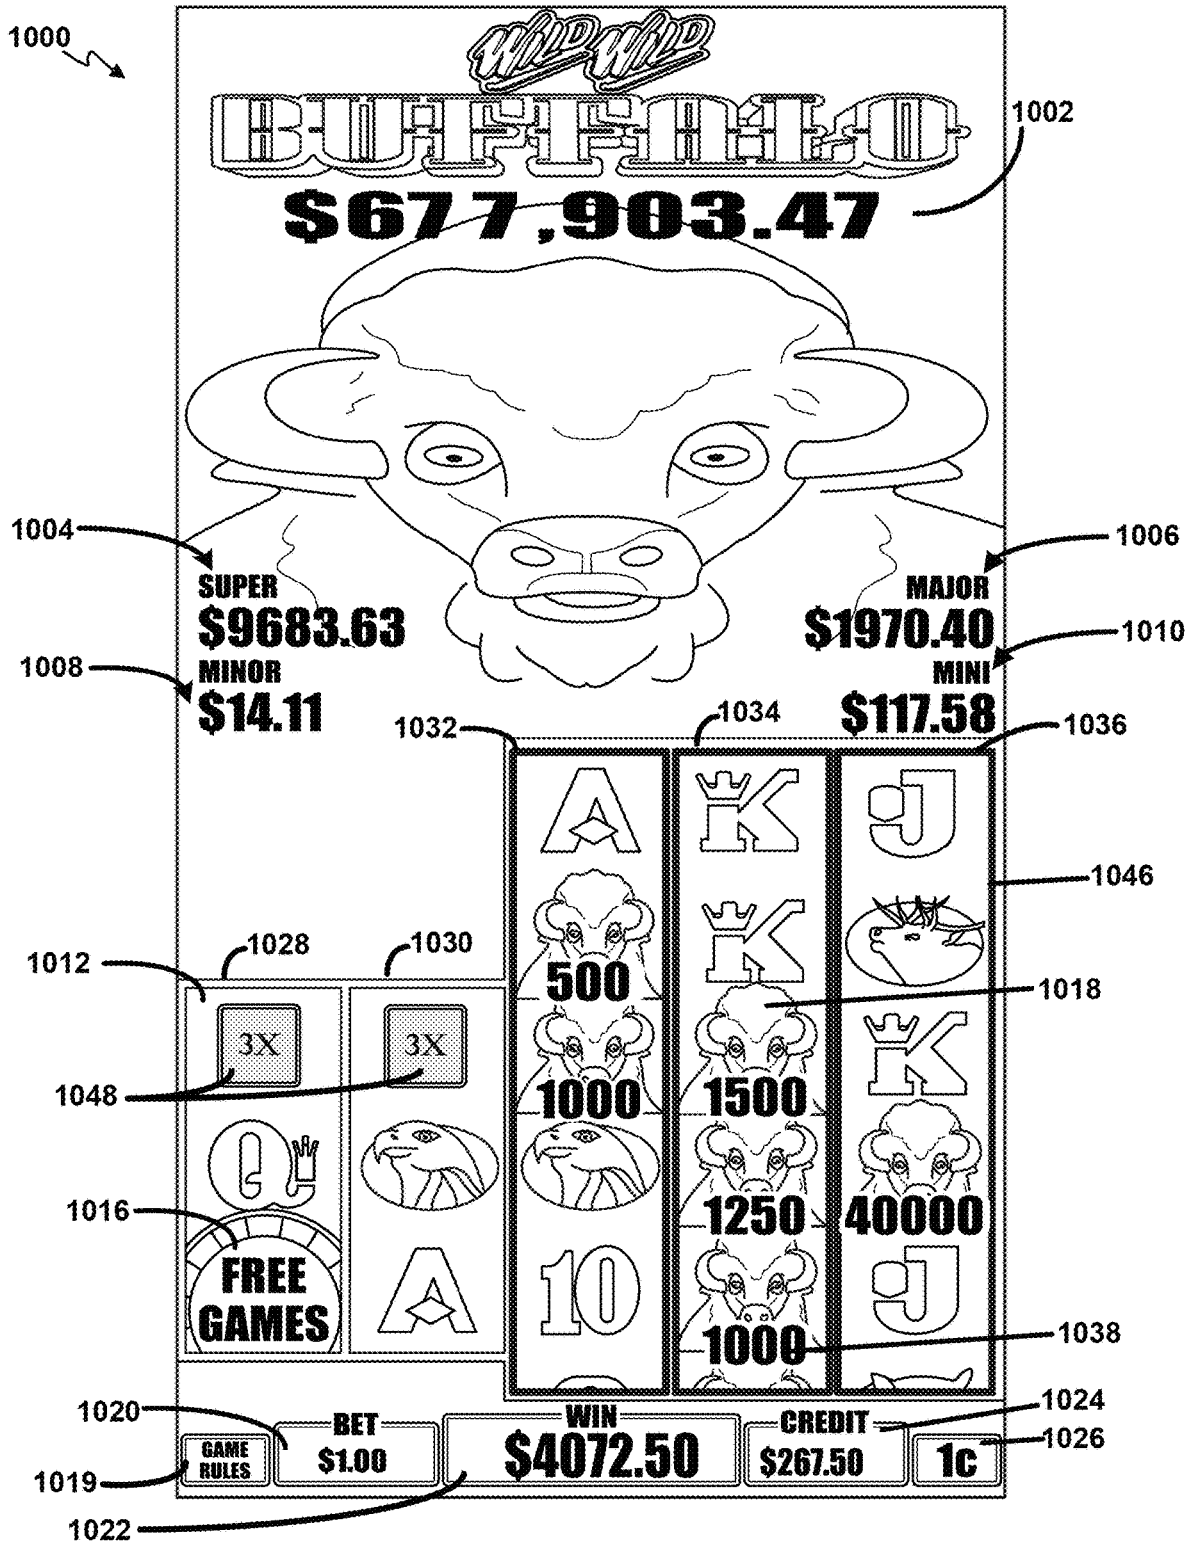 1000
WILD WILD
BUFFALO
1002
$677,903.47
1004
1006
SUPER
$9683.63
MAJOR
$1970.40
1008
1010
MINOR
$14.11
MINI
$117.58
1032
1034
1036
A
K
J
1046
500
K
1012
1028
1030
1018
3X
3X
1000
1500
K
1048
Q
1250
40000
1016
FREE
GAMES
A
10
1000
J
1038
1020
1024
BET
$1.00
WIN
$4072.50
CREDIT
$267.50
1026
GAME
RULES
1c
1019
1022